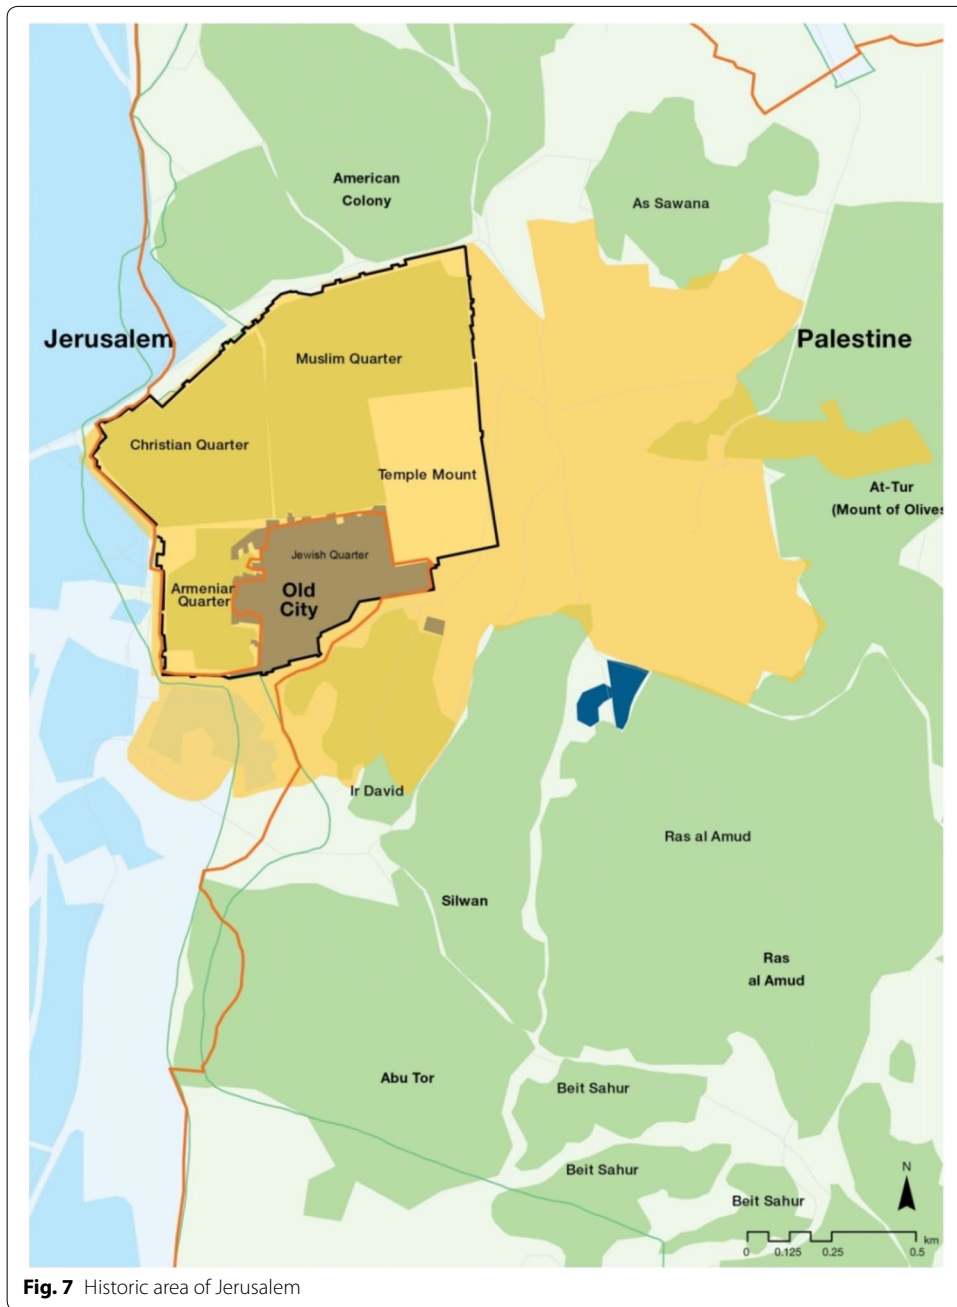 American
Colony
As Sawana
Jerusalem
Palestine
Muslim Quarter
Christian Quarter
Temple Mount
At-Tur
(Mount of Olives
Jewish Quarter
Armenian
Quarter
Old
City
Ir David
Ras al Amud
Silwan
Ras
al Amud
Abu Tor
Beit Sahur
Beit Sahur
Beit Sahur
N
km
0 0.125 0.25 0.5
Fig. 7 Historic area of Jerusalem